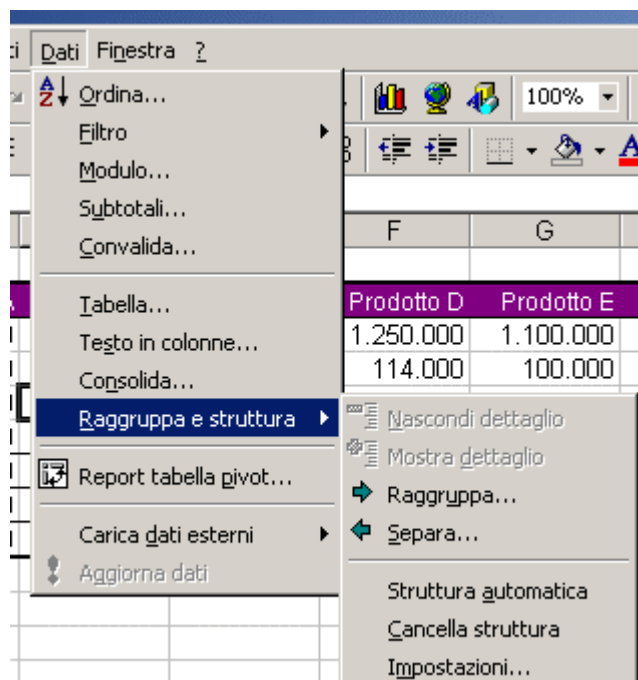 Dati Finestra ?
Ordina...
100%
Filtro
Modulo...
Subtotali...
Convalida...
F G
Tabella...
Prodotto D Prodotto E
Testo in colonne...
1.250.000 1.100.000
Consolida...
114.000 100.000
Raggruppa e struttura
Nascondi dettaglio
Mostra dettaglio
Report tabella pivot...
Raggruppa...
Separa...
Carica dati esterni
Aggiorna dati
Struttura automatica
Cancella struttura
Impostazioni...